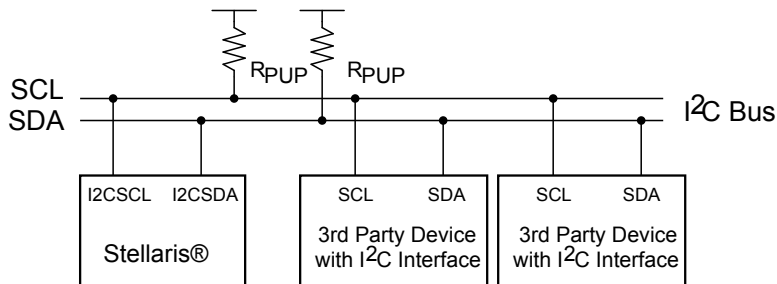 RPUP RPUP
SCL
SDA
I2C Bus
I2CSCL I2CSDA
Stellaris®
SCL SDA
3rd Party Device
with I2C Interface
SCL SDA
3rd Party Device
with I2C Interface